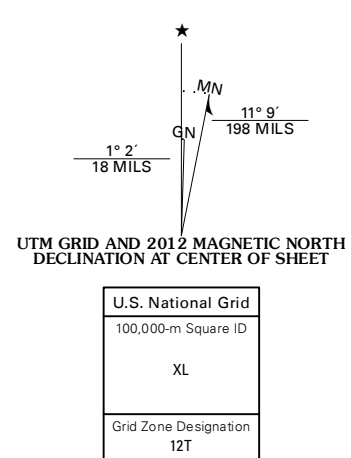 ★
MN
11° 9´
198 MILS
GN
1° 2´
18 MILS
UTM GRID AND 2012 MAGNETIC NORTH
DECLINATION AT CENTER OF SHEET
U.S. National Grid
100,000-m Square ID
XL
Grid Zone Designation
12T